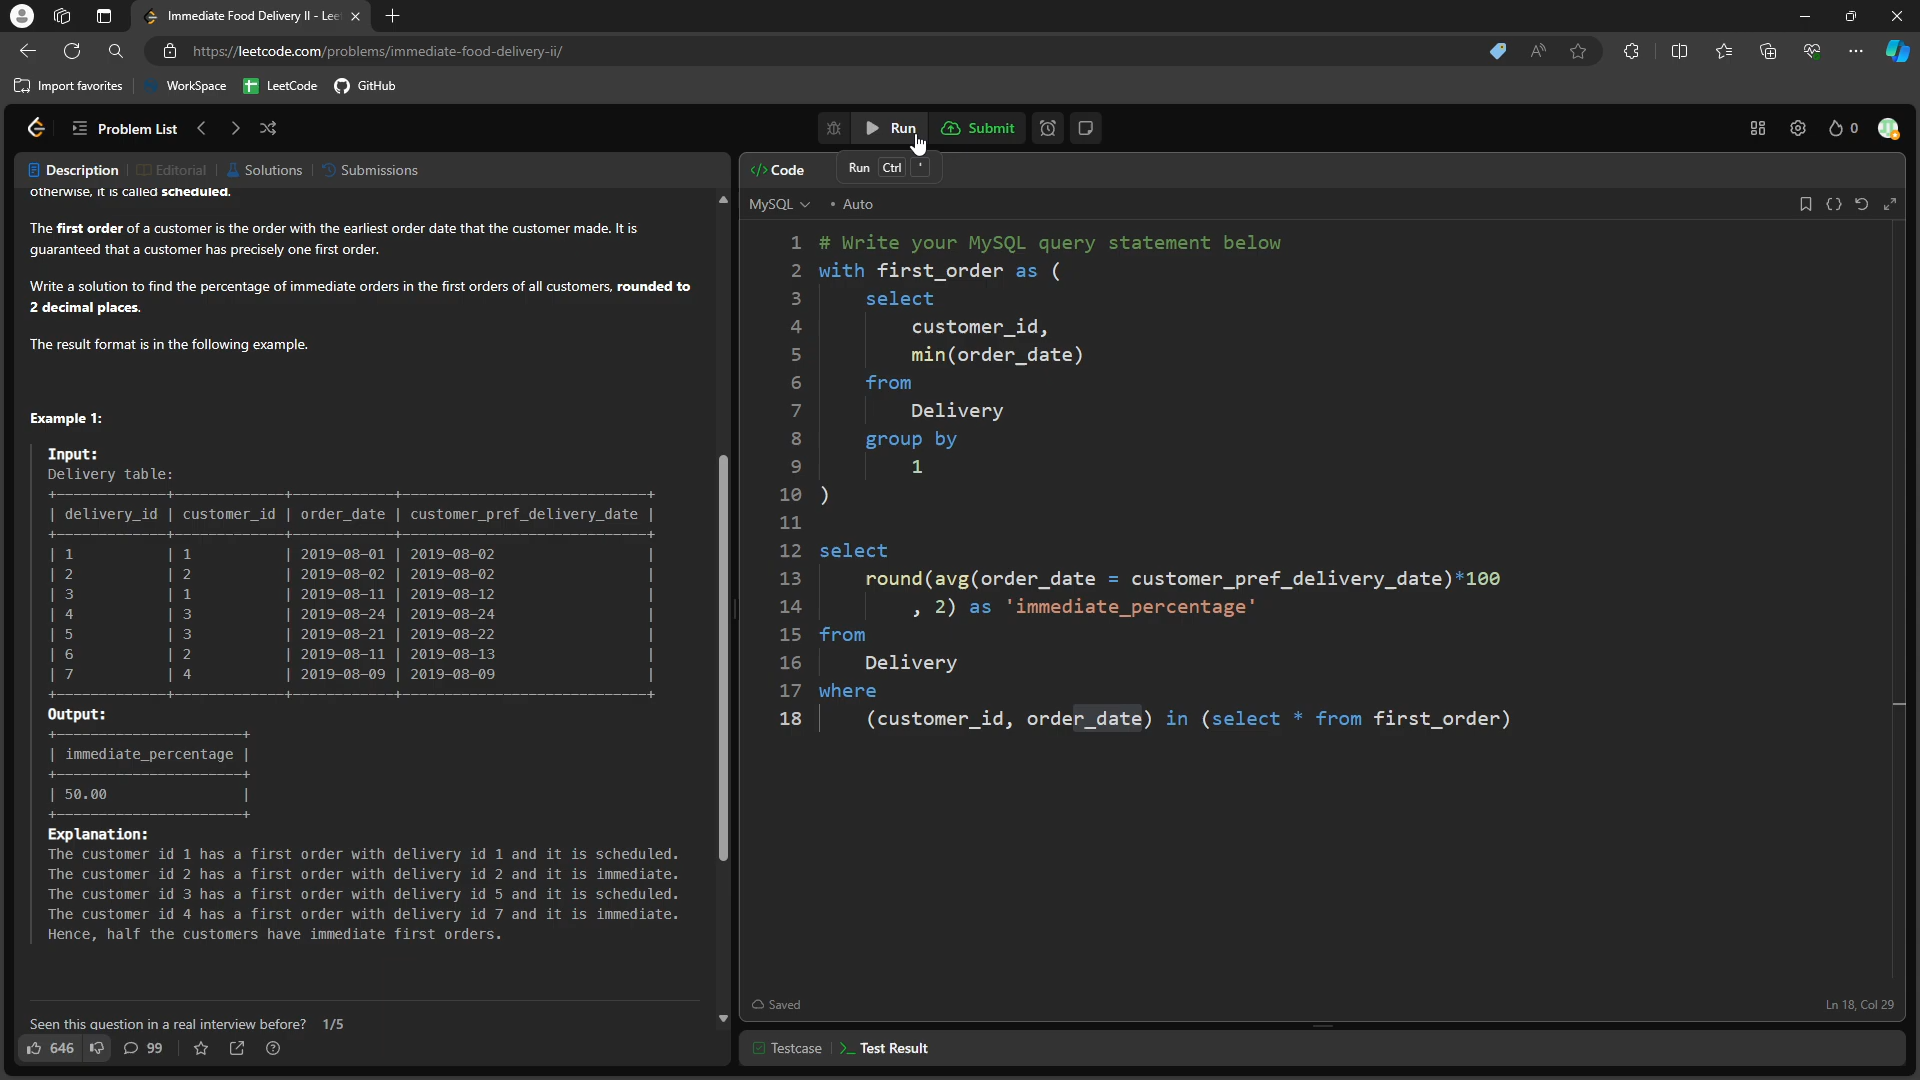 Immediate Food Delivery II - Lee
https://leetcode.com/problems/immediate-food-delivery-ii/
Import favorites
WorkSpace
LeetCode
GitHub
Problem List
Run
Submit
0
Description
Editorial
Solutions
Submissions
otherwise, it is called scheduled.
The first order of a customer is the order with the earliest order date that the customer made. It is
guaranteed that a customer has precisely one first order.
Write a solution to find the percentage of immediate orders in the first orders of all customers, rounded to
2 decimal places.
The result format is in the following example.
Example 1:
Input:
Delivery table:
+-------------+-------------+------------+-----------------------------+
| delivery_id | customer_id | order_date | customer_pref_delivery_date |
+-------------+-------------+------------+-----------------------------+
| 1 | 1 | 2019-08-01 | 2019-08-02 |
| 2 | 2 | 2019-08-02 | 2019-08-02 |
| 3 | 1 | 2019-08-11 | 2019-08-12 |
| 4 | 3 | 2019-08-24 | 2019-08-24 |
| 5 | 3 | 2019-08-21 | 2019-08-22 |
| 6 | 2 | 2019-08-11 | 2019-08-13 |
| 7 | 4 | 2019-08-09 | 2019-08-09 |
+-------------+-------------+------------+-----------------------------+
Output:
+----------------------+
| immediate_percentage |
+----------------------+
| 50.00 |
+----------------------+
Explanation:
The customer id 1 has a first order with delivery id 1 and it is scheduled.
The customer id 2 has a first order with delivery id 2 and it is immediate.
The customer id 3 has a first order with delivery id 5 and it is scheduled.
The customer id 4 has a first order with delivery id 7 and it is immediate.
Hence, half the customers have immediate first orders.
Seen this question in a real interview before? 1/5
646
99
</> Code
Run Ctrl '
MySQL
• Auto
1 # Write your MySQL query statement below
2 with first_order as (
3 select
4 customer_id,
5 min(order_date)
6 from
7 Delivery
8 group by
9 1
10 )
11
12 select
13 round(avg(order_date = customer_pref_delivery_date)*100
14 , 2) as 'immediate_percentage'
15 from
16 Delivery
17 where
18 (customer_id, order_date) in (select * from first_order)
Saved
Ln 18, Col 29
Testcase
>_ Test Result